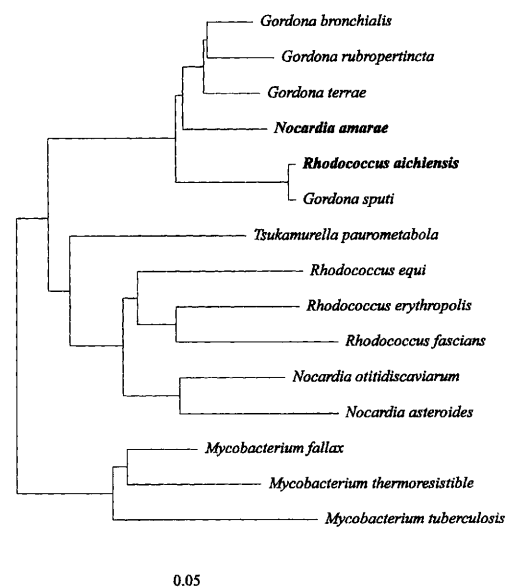 Gordona bronchialis
Gordona rubropertincta
Gordona terrae
Nocardia amarae
Rhodococcus aichiensis
Gordona sputi
Tsukamurella paurometabola
Rhodococcus equi
Rhodococcus erythropolis
Rhodococcus fascians
Nocardia otitidiscaviarum
Nocardia asteroides
Mycobacterium fallax
Mycobacterium thermoresistible
Mycobacterium tuberculosis
0.05